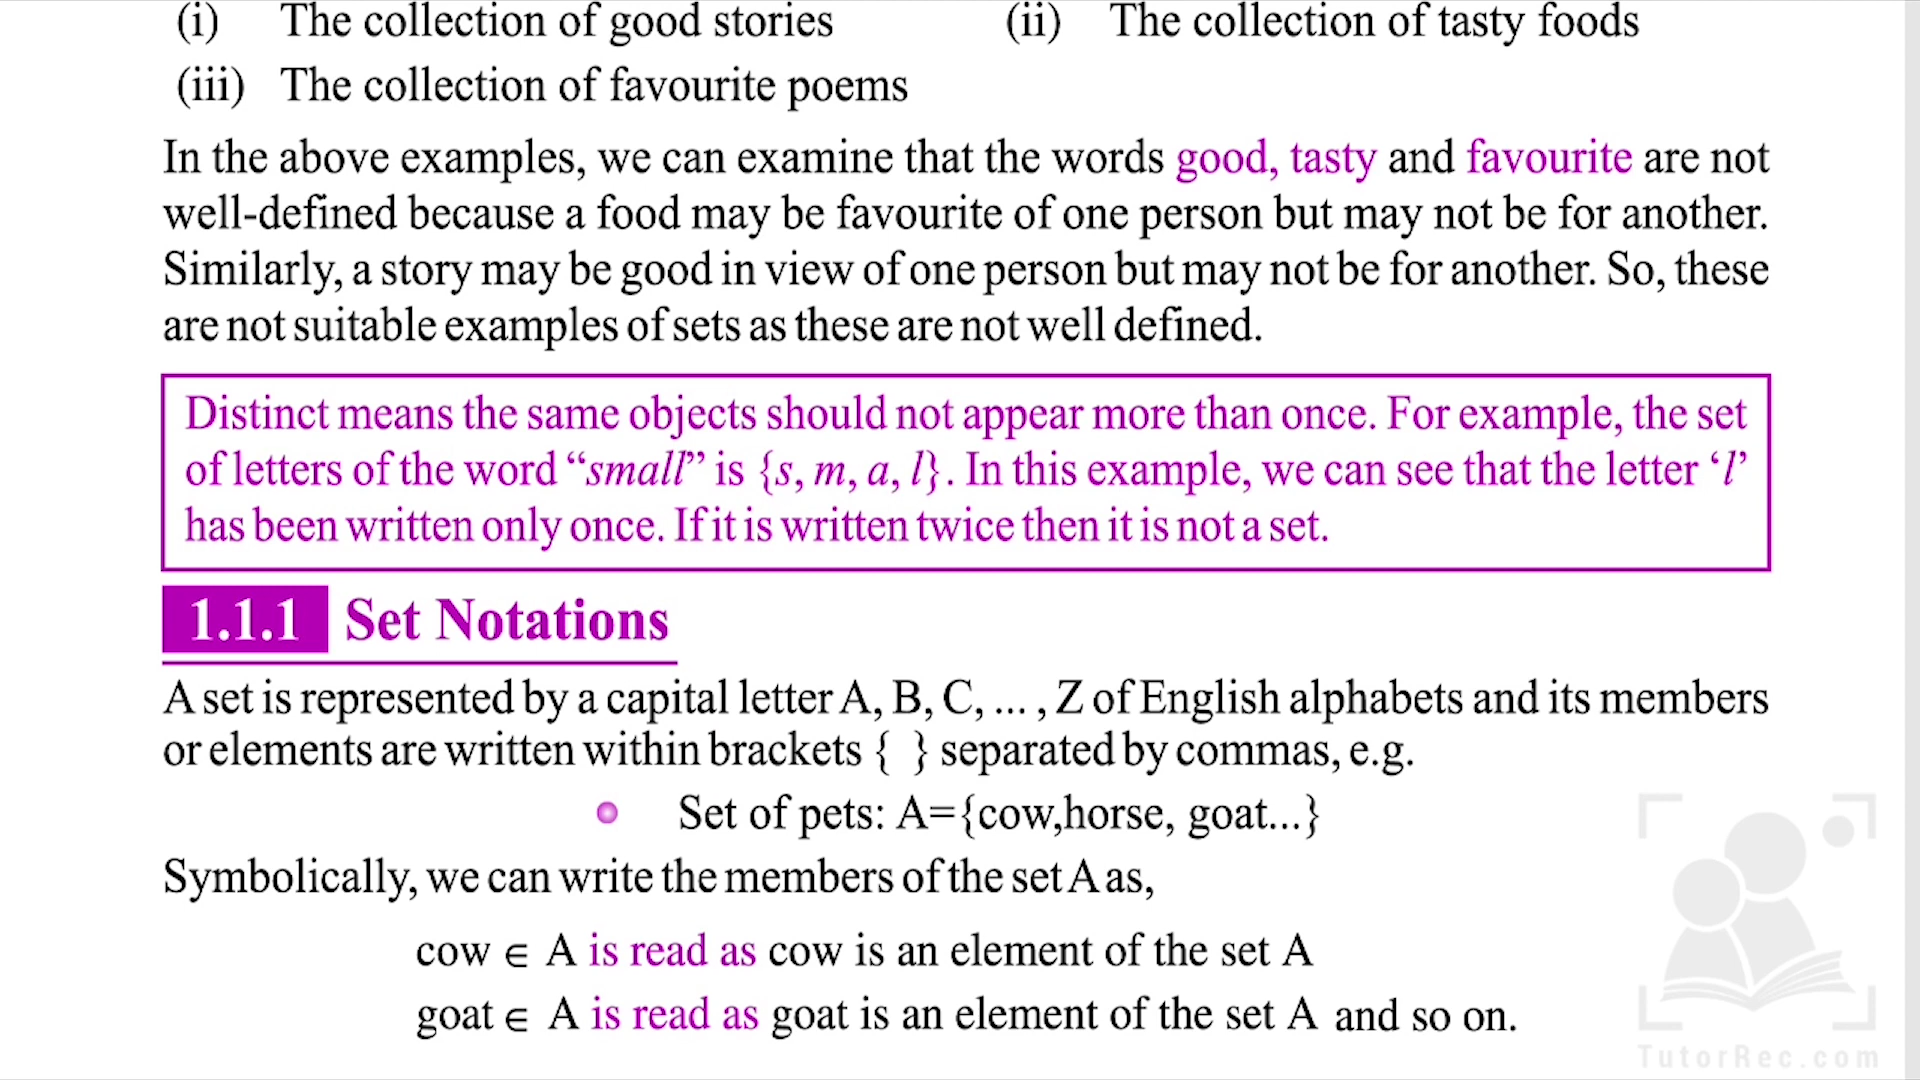 (i) The collection of good stories (ii) The collection of tasty foods
(iii) The collection of favourite poems
In the above examples, we can examine that the words good, tasty and favourite are not
well-defined because a food may be favourite of one person but may not be for another.
Similarly, a story may be good in view of one person but may not be for another. So, these
are not suitable examples of sets as these are not well defined.
Distinct means the same objects should not appear more than once. For example, the set
of letters of the word “small” is {s, m, a, l}. In this example, we can see that the letter ‘l’
has been written only once. If it is written twice then it is not a set.
1.1.1 Set Notations
A set is represented by a capital letter A, B, C, ... , Z of English alphabets and its members
or elements are written within brackets { } separated by commas, e.g.
Set of pets: A={cow,horse, goat...}
Symbolically, we can write the members of the set A as,
cow ∈ A is read as cow is an element of the set A
goat ∈ A is read as goat is an element of the set A and so on.
TutorRec.com